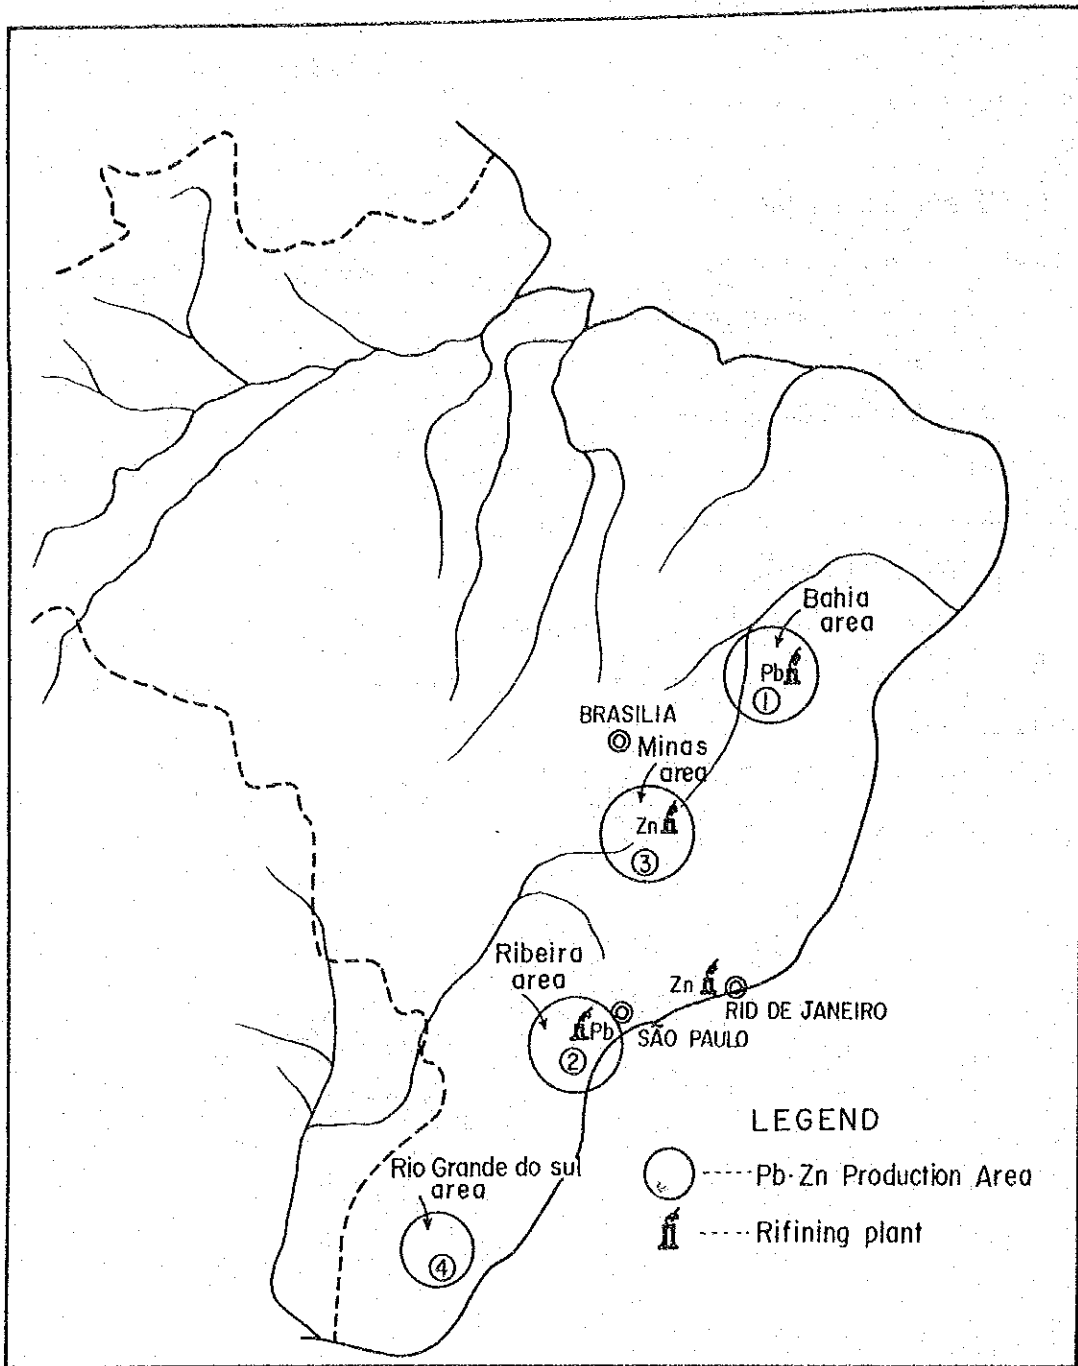 Bahia
area
Pb
①
BRASILIA
Minas
area
Zn
③
Ribeira
area
Zn
RID DE JANEIRO
Pb
SÃO PAULO
②
LEGEND
Pb·Zn Production Area
Rifining plant
Rio Grande do sul
area
④